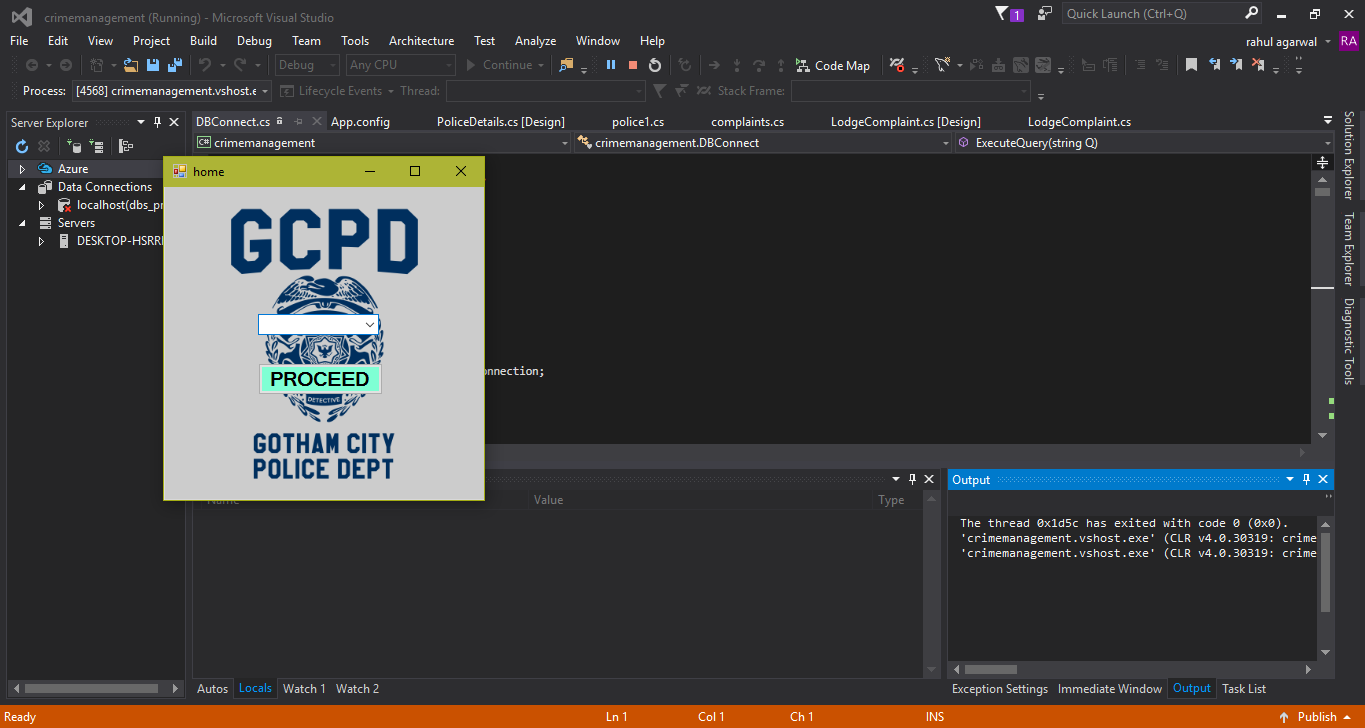 crimemanagement (Running) - Microsoft Visual Studio
1
Quick Launch (Ctrl+Q)
File Edit View Project Build Debug Team Tools Architecture Test Analyze Window Help
rahul agarwal
RA
Debug Any CPU Continue Code Map
Process: [4568] crimemanagement.vshost.e Lifecycle Events Thread: Stack Frame:
Server Explorer
DBConnect.cs App.config PoliceDetails.cs [Design] police1.cs complaints.cs LodgeComplaint.cs [Design] LodgeComplaint.cs
C# crimemanagement crimemanagement.DBConnect ExecuteQuery(string Q)
Azure
Data Connections
localhost(dbs_pr
Servers
DESKTOP-HSRR
home
GCPD
PROCEED
DETECTIVE
GOTHAM CITY
POLICE DEPT
onnection;
Name Value Type
Output
The thread 0x1d5c has exited with code 0 (0x0).
'crimemanagement.vshost.exe' (CLR v4.0.30319: crime
'crimemanagement.vshost.exe' (CLR v4.0.30319: crime
Solution Explorer
Team Explorer
Diagnostic Tools
Autos Locals Watch 1 Watch 2
Exception Settings Immediate Window Output Task List
Ready Ln 1 Col 1 Ch 1 INS Publish